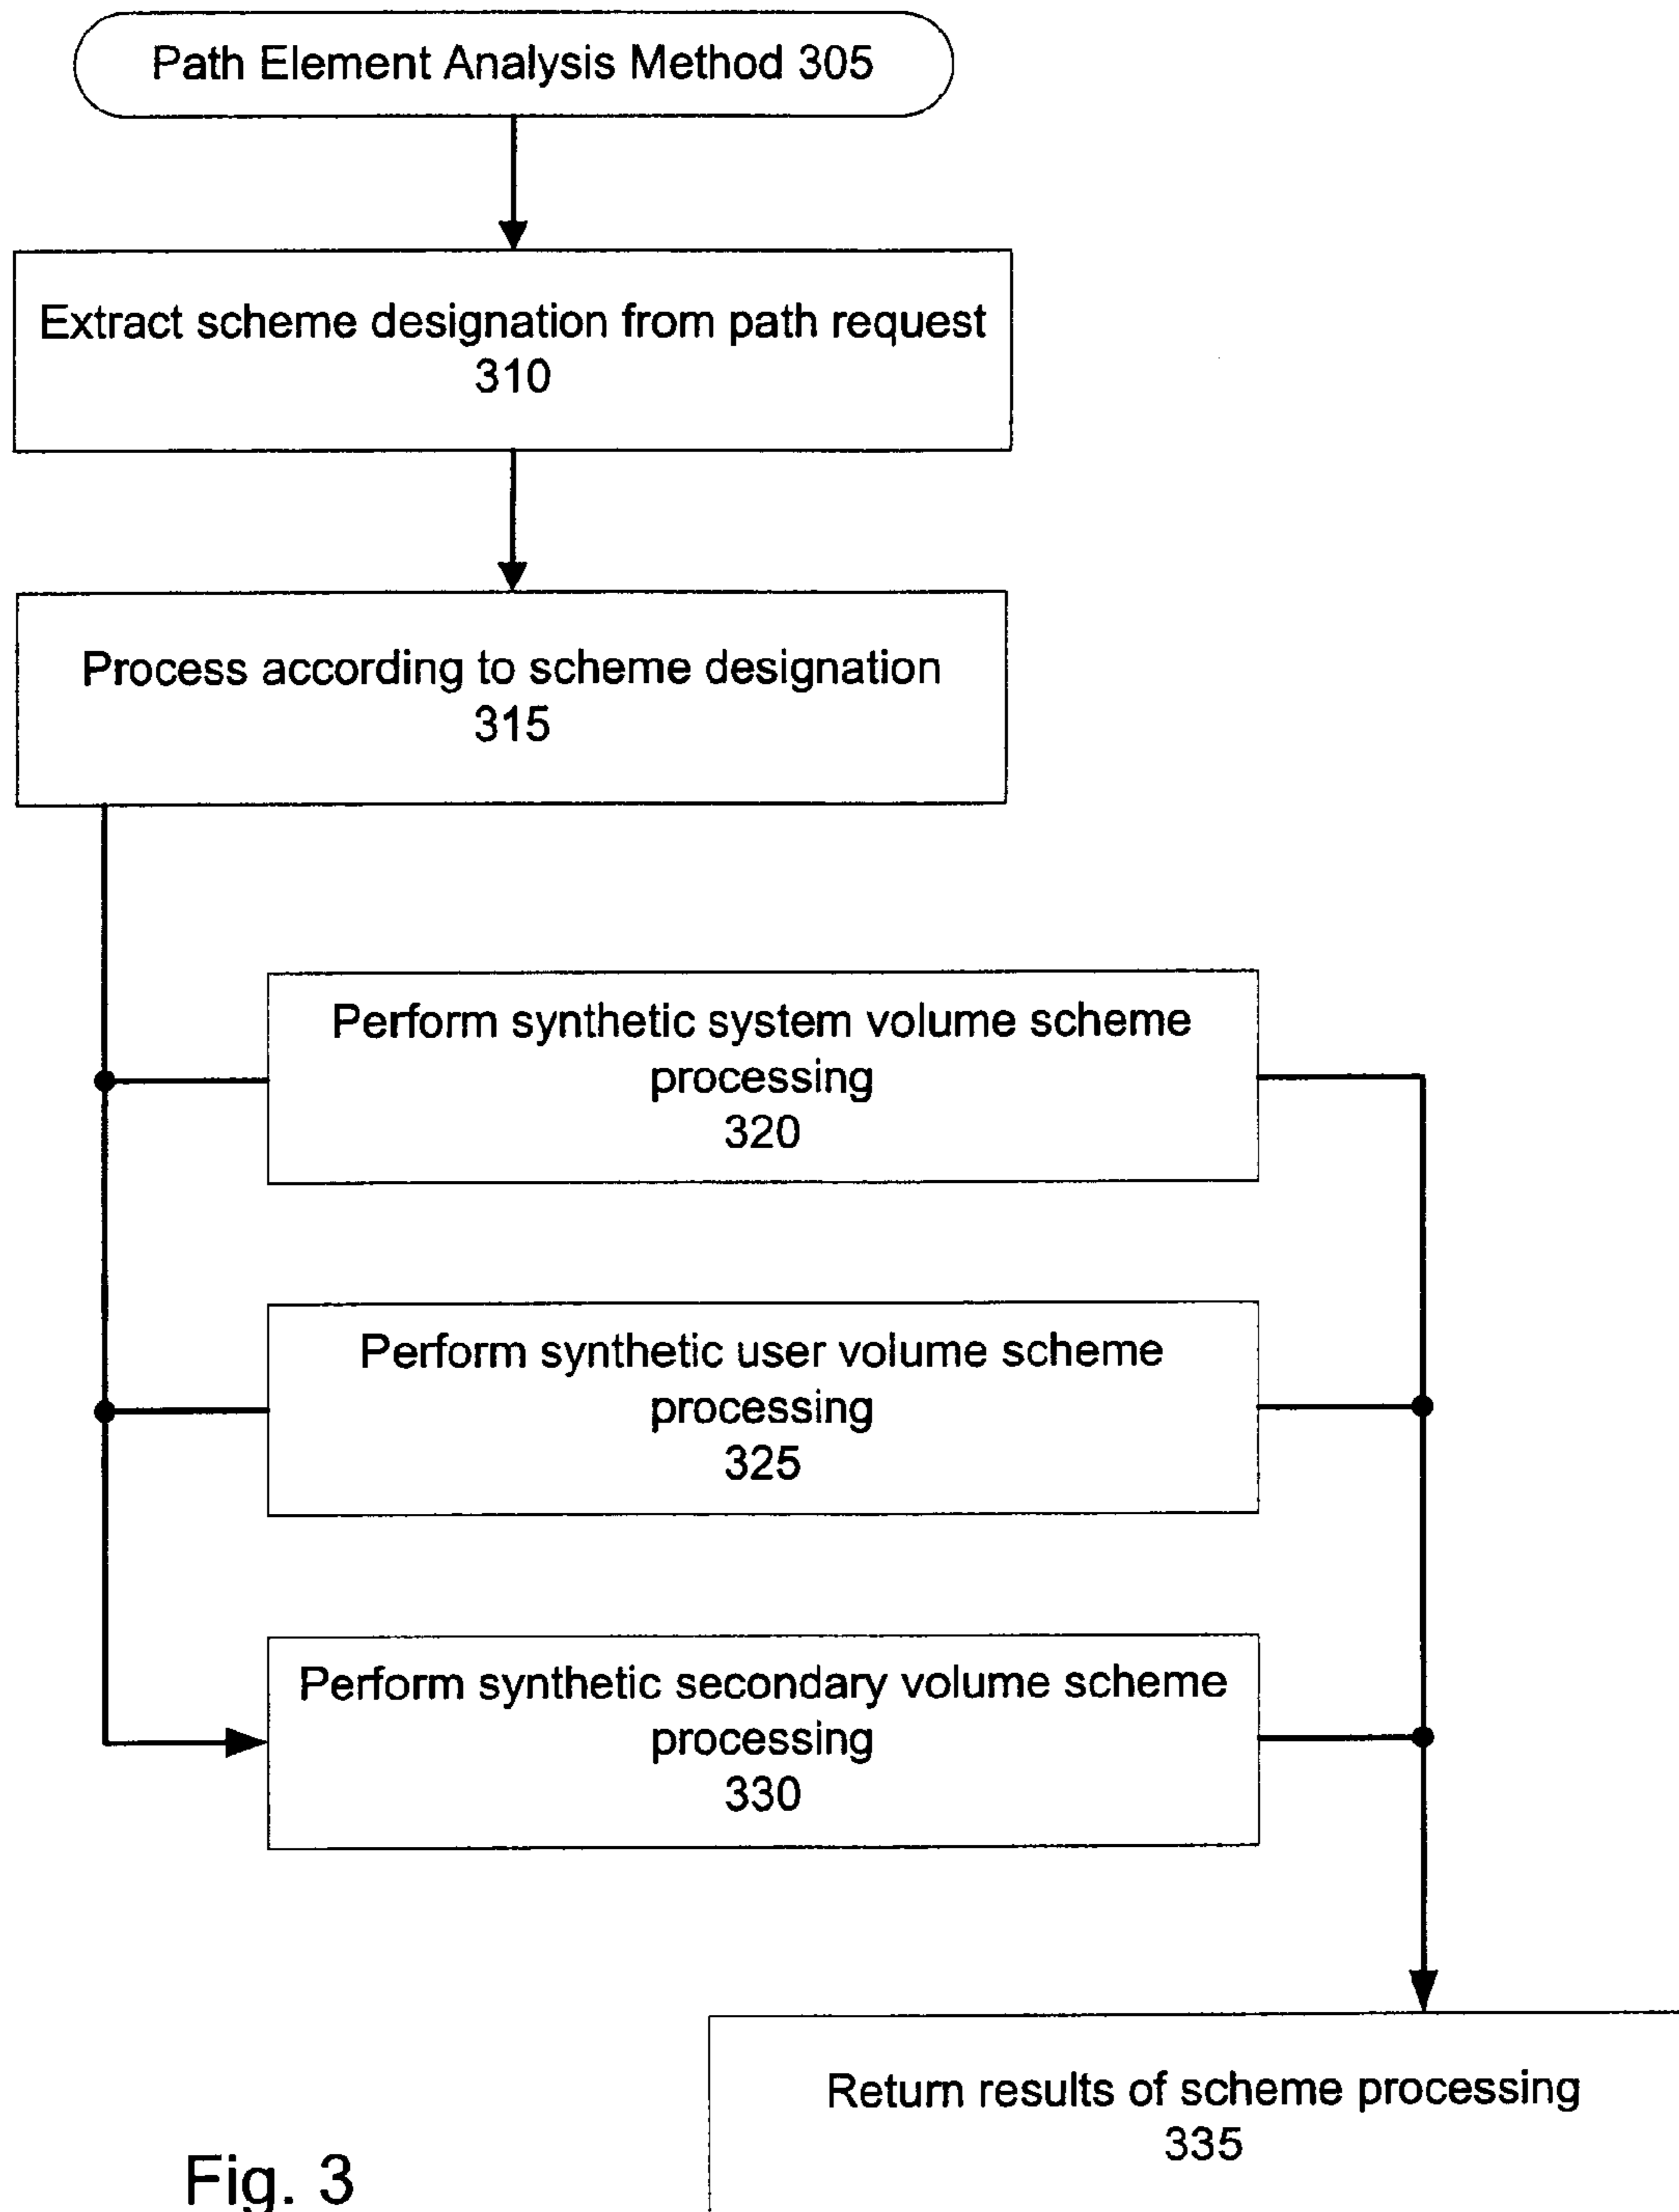 Path Element Analysis Method 305
Extract scheme designation from path request
310
Process according to scheme designation
315
Perform synthetic system volume scheme
processing
320
Perform synthetic user volume scheme
processing
325
Perform synthetic secondary volume scheme
processing
330
Return results of scheme processing
335
Fig. 3